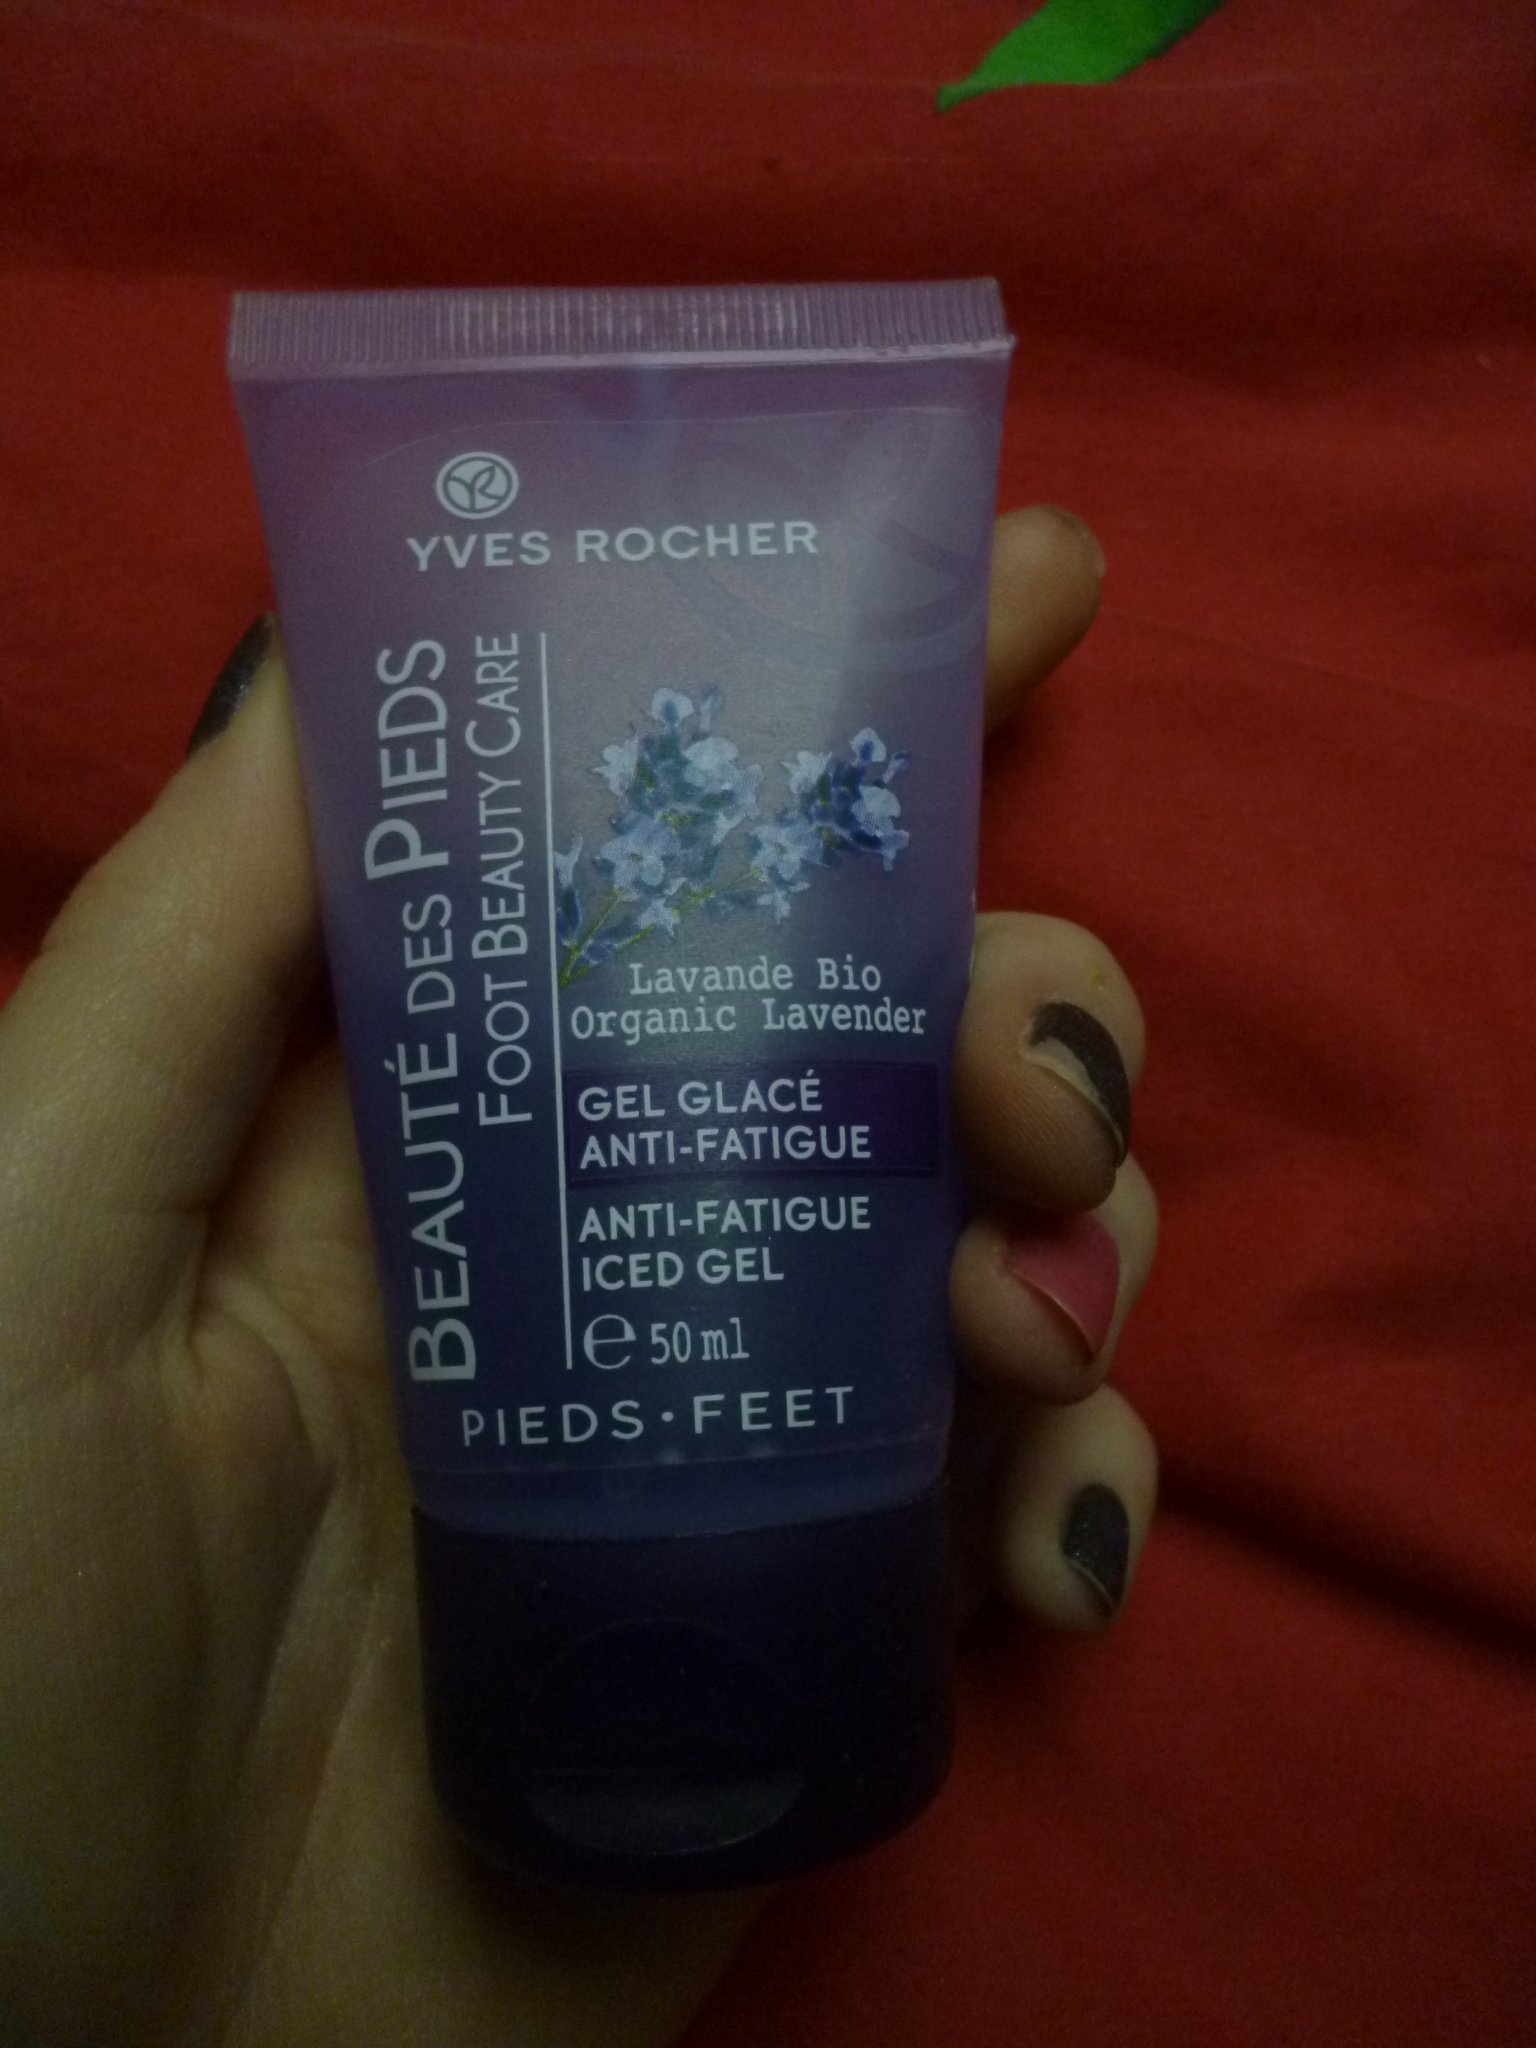 YR
YVES ROCHER
BEAUTÉ DES PIEDS
FOOT BEAUTY CARE
Lavande Bio
Organic Lavender
GEL GLACÉ
ANTI-FATIGUE
ANTI-FATIGUE
ICED GEL
e 50 ml
PIEDS • FEET